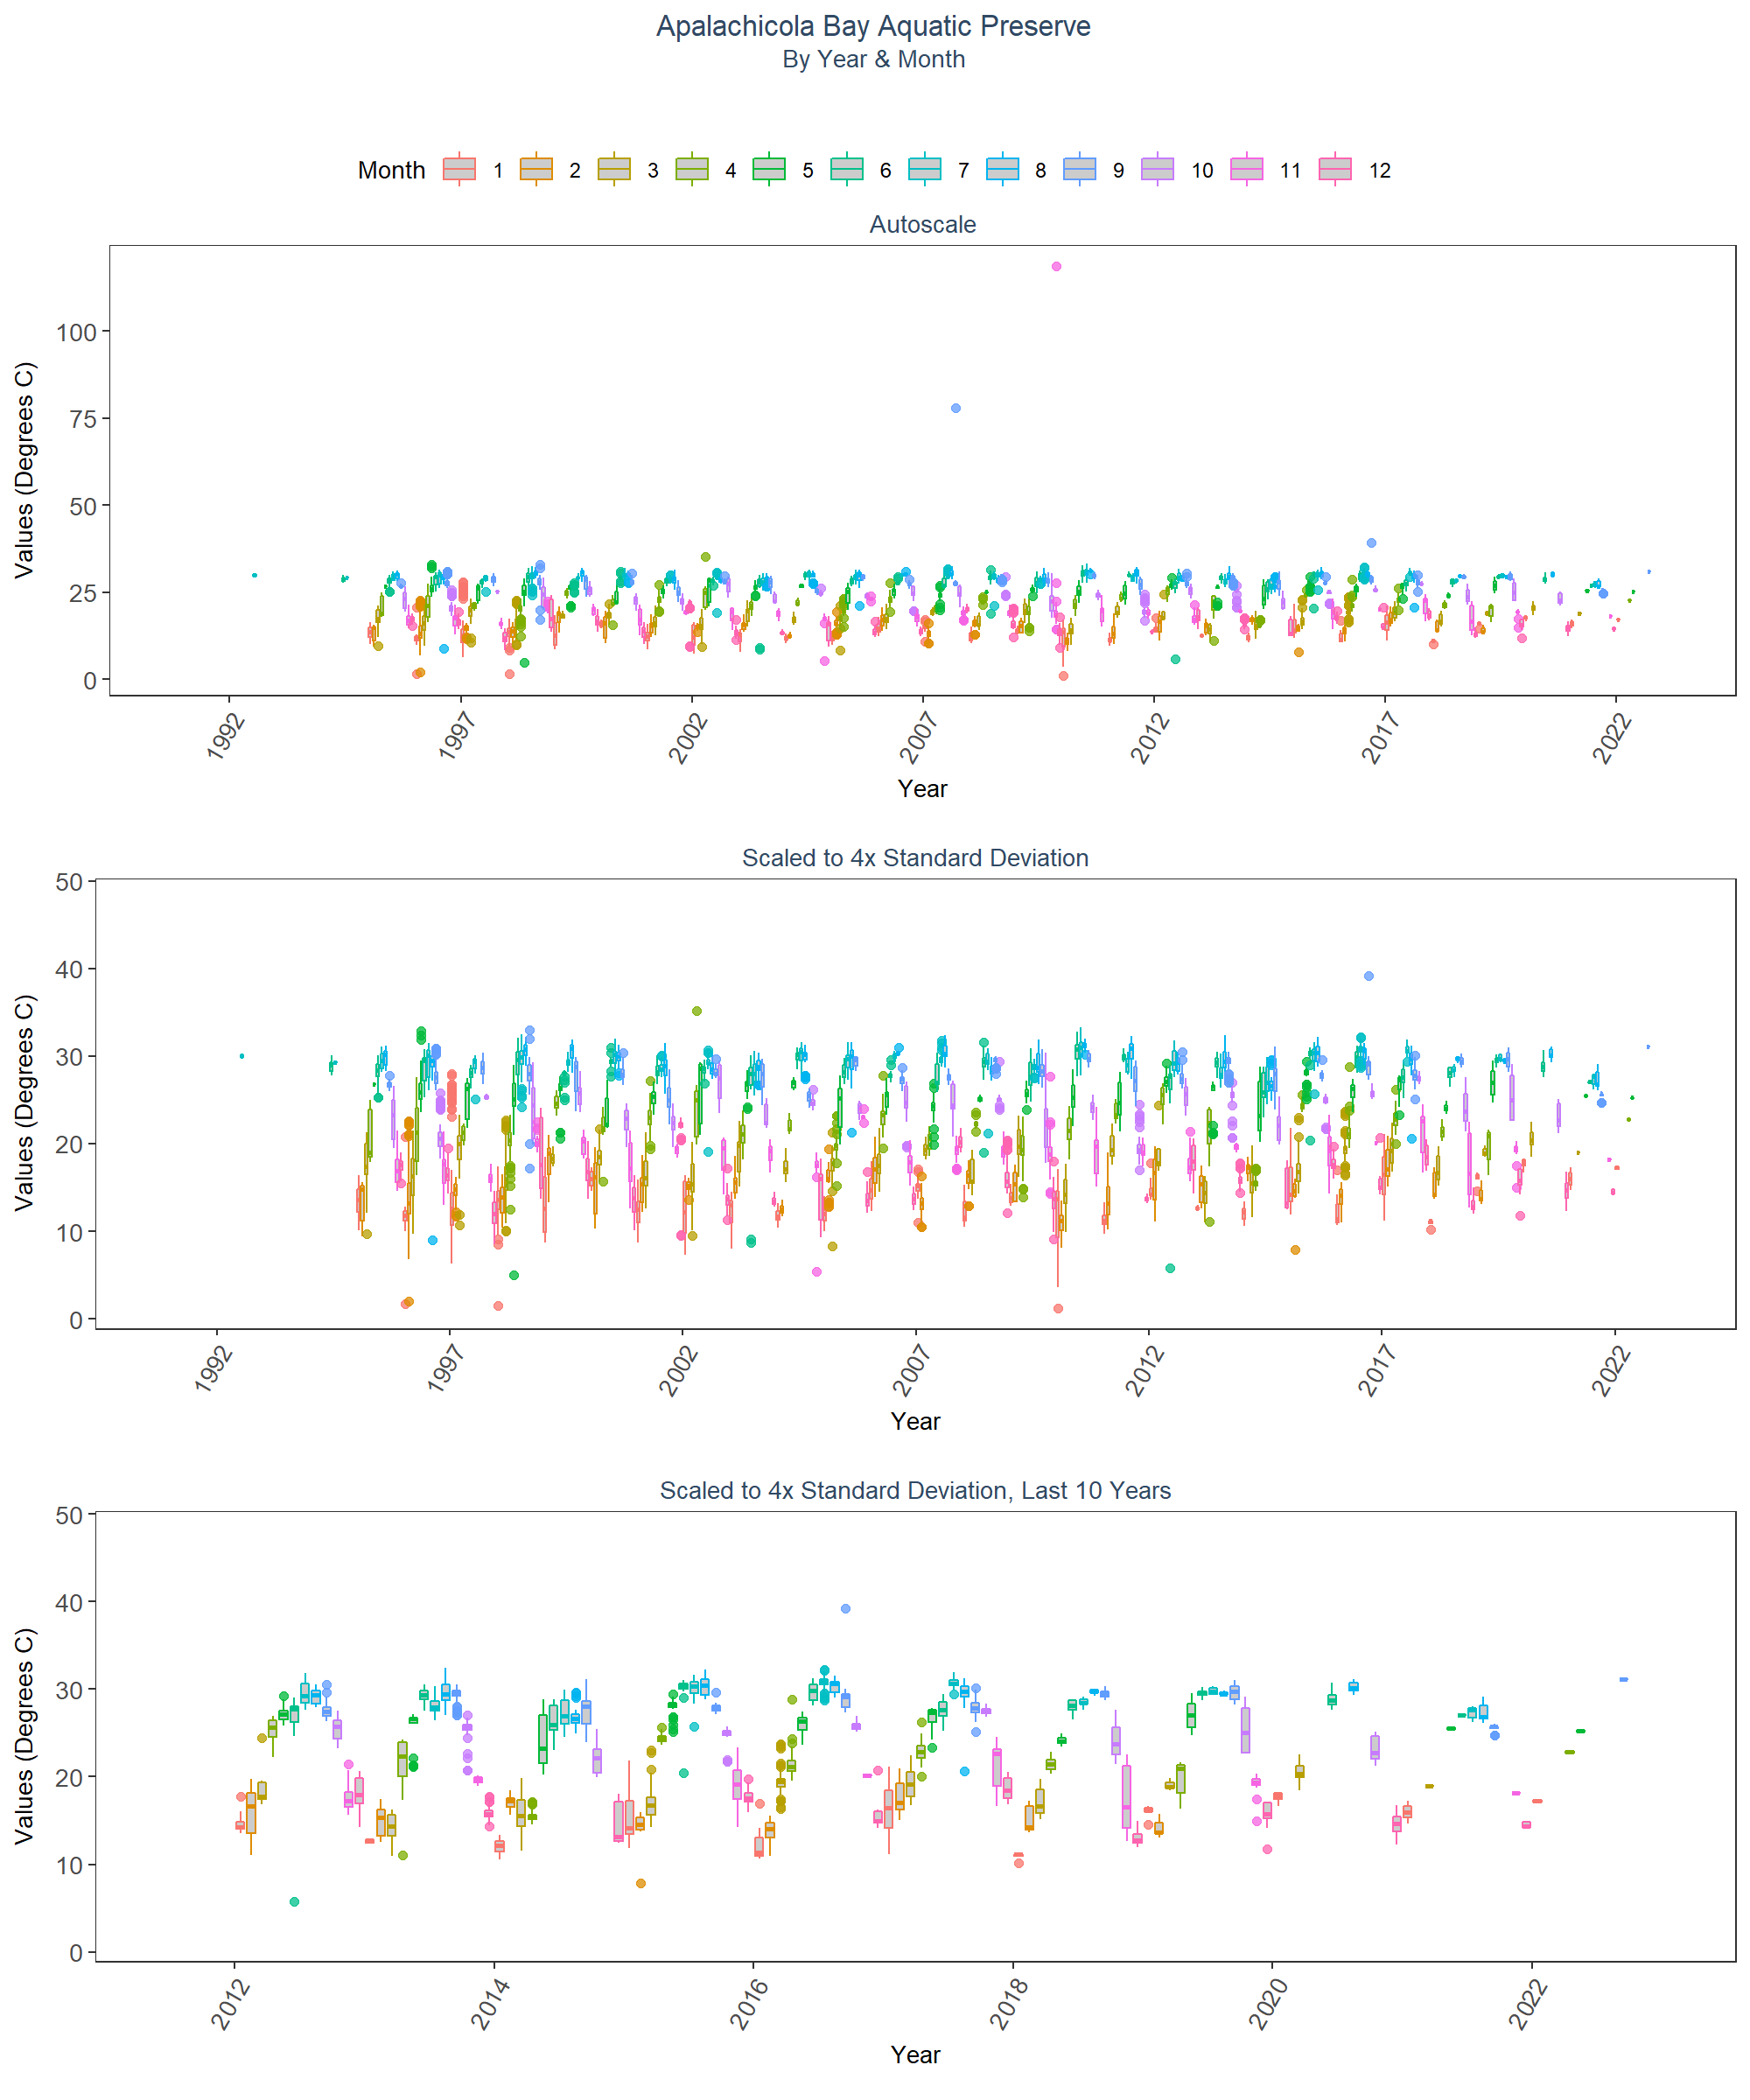 Apalachicola Bay Aquatic Preserve
By Year & Month
Month 1 2 3 4 5 6 7 8 9 10 11 12
Autoscale
Values (Degrees C)
100
75
50
25
0
1992 1997 2002 2007 2012 2017 2022
Year
Scaled to 4x Standard Deviation
Values (Degrees C)
50
40
30
20
10
0
1992 1997 2002 2007 2012 2017 2022
Year
Scaled to 4x Standard Deviation, Last 10 Years
Values (Degrees C)
50
40
30
20
10
0
2012 2014 2016 2018 2020 2022
Year